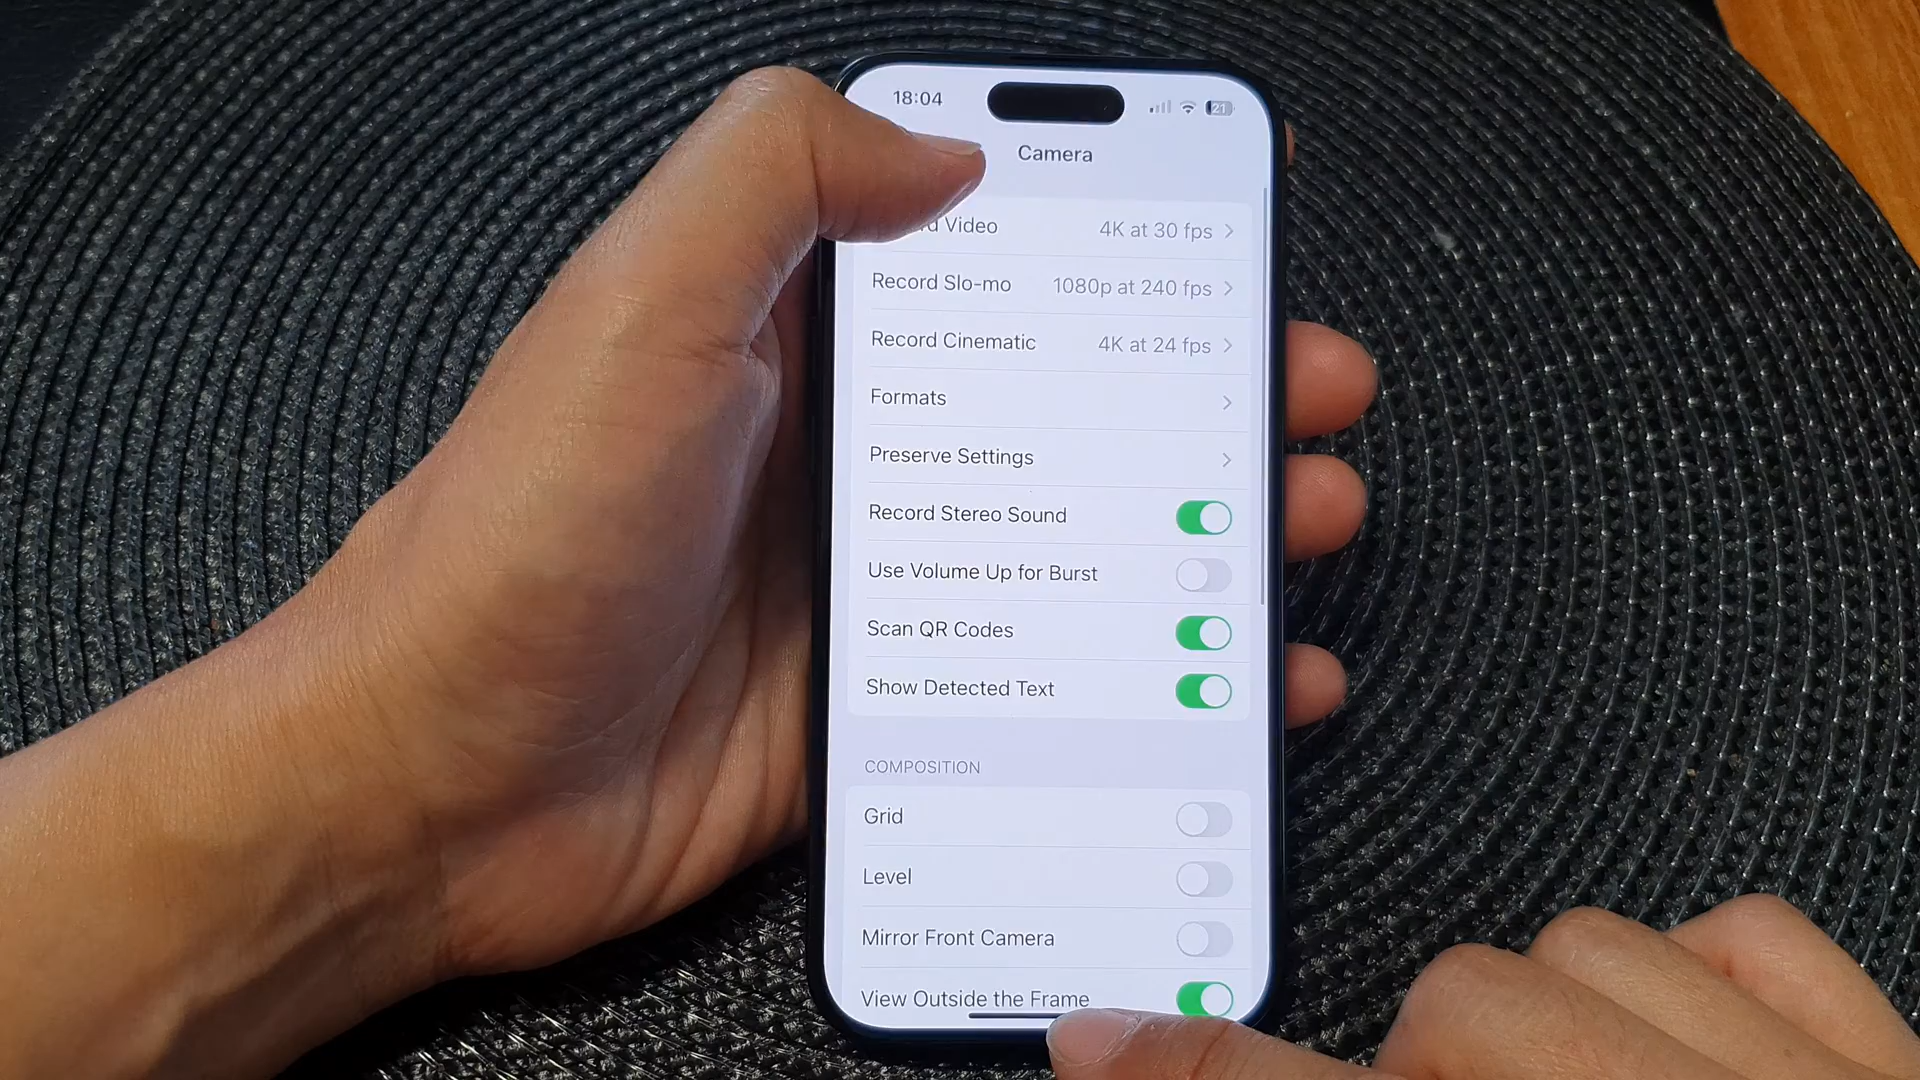 18:04 21
Camera
Video 4K at 30 fps
Record Slo-mo 1080p at 240 fps
Record Cinematic 4K at 24 fps
Formats
Preserve Settings
Record Stereo Sound
Use Volume Up for Burst
Scan QR Codes
Show Detected Text
COMPOSITION
Grid
Level
Mirror Front Camera
View Outside the Frame